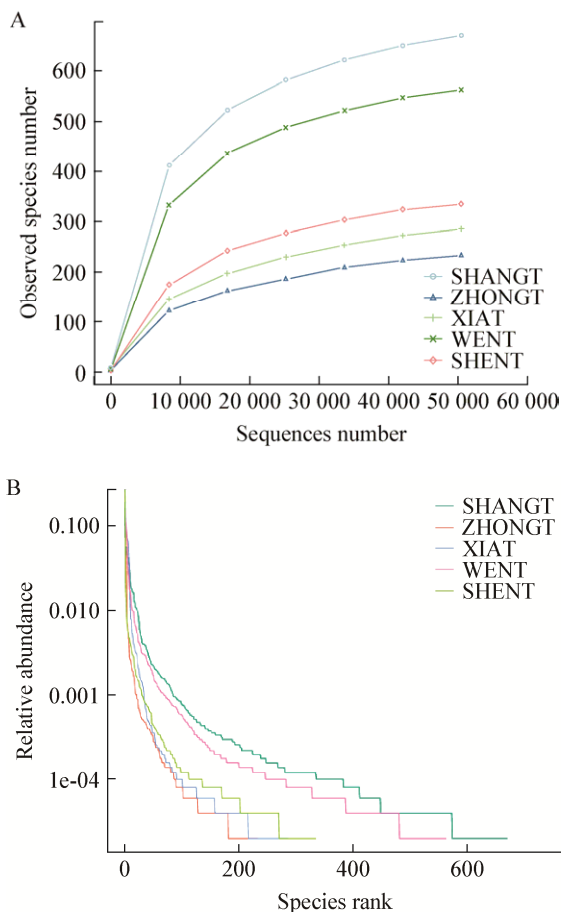 A
Observed species number
600
500
400
300
200
100
0
SHANGT
ZHONGT
XIAT
WENT
SHENT
0 10 000 20 000 30 000 40 000 50 000 60 000
Sequences number
B
Relative abundance
0.100
0.010
0.001
1e-04
SHANGT
ZHONGT
XIAT
WENT
SHENT
0 200 400 600
Species rank